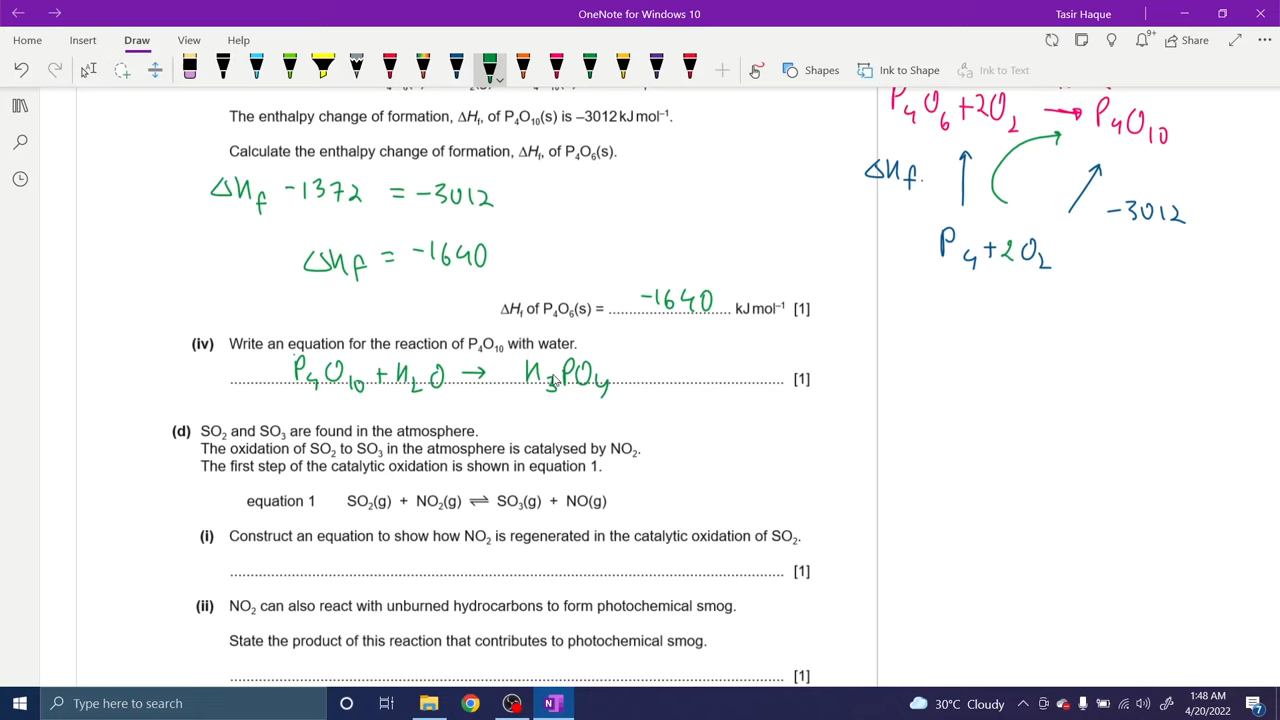 OneNote for Windows 10
Tasir Haque
Home Insert Draw View Help
Share
Shapes Ink to Shape Ink to Text
The enthalpy change of formation, ΔHf, of P₄O₁₀(s) is –3012 kJ mol⁻¹.
Calculate the enthalpy change of formation, ΔHf, of P₄O₆(s).
ΔHf -1372 = -3012
ΔHf = -1640
ΔHf of P₄O₆(s) = -1640 kJ mol⁻¹ [1]
(iv) Write an equation for the reaction of P₄O₁₀ with water.
P₄O₁₀ + H₂O → H₃PO₄ [1]
(d) SO₂ and SO₃ are found in the atmosphere.
The oxidation of SO₂ to SO₃ in the atmosphere is catalysed by NO₂.
The first step of the catalytic oxidation is shown in equation 1.
equation 1 SO₂(g) + NO₂(g) ⇌ SO₃(g) + NO(g)
(i) Construct an equation to show how NO₂ is regenerated in the catalytic oxidation of SO₂.
[1]
(ii) NO₂ can also react with unburned hydrocarbons to form photochemical smog.
State the product of this reaction that contributes to photochemical smog.
[1]
P₄O₆ + 2O₂ → P₄O₁₀
ΔHf.
-3012
P₄ + 2O₂
Type here to search
30°C Cloudy
1:48 AM
4/20/2022
7